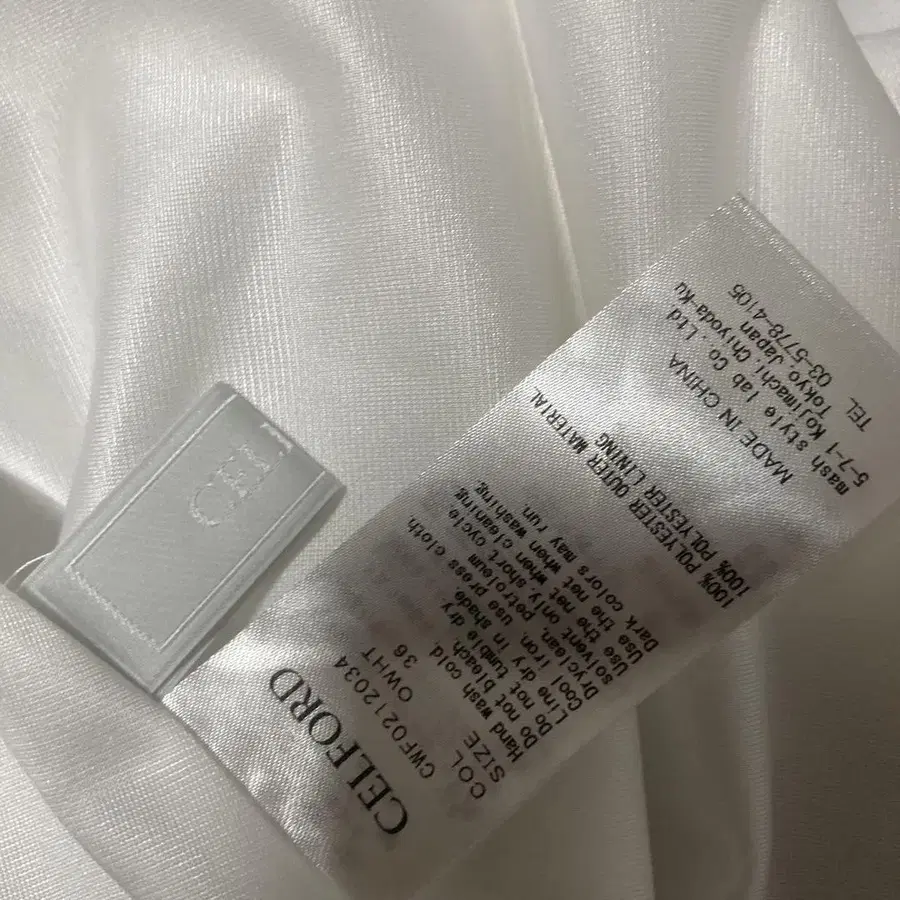 CELFORD
CWF0212034
COL OWHT
SIZE 36
Hand wash cold.
Do not bleach.
Do not tumble dry.
Line dry in shade.
Cool iron, use press cloth.
Dryclean, petroleum
solvent only, short cycle.
Use the net when cleaning
Use the net when washing.
Dark colors may run.
100% POLYESTER OUTER MATERIAL
100% POLYESTER LINING
MADE IN CHINA
mash style lab Co.,Ltd
5-7-1 Kojimachi,Chiyoda-Ku
Tokyo,Japan
TEL 03-5778-4105
CEL